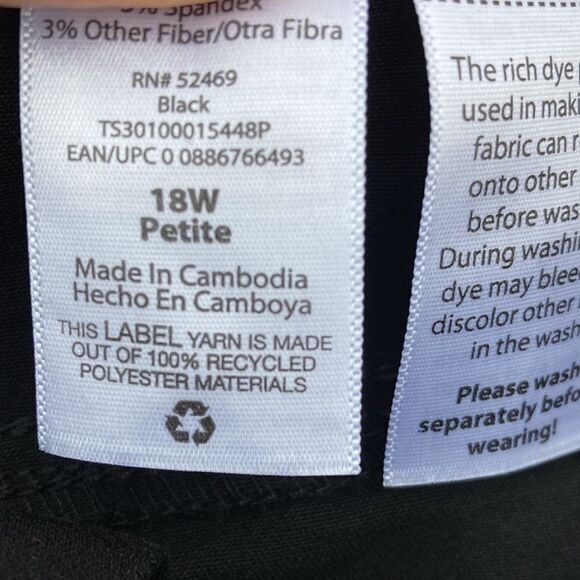 Spandex
3% Other Fiber/Otra Fibra
RN# 52469
Black
TS30100015448P
EAN/UPC 0 0886766493
18W
Petite
Made In Cambodia
Hecho En Camboya
THIS LABEL YARN IS MADE
OUT OF 100% RECYCLED
POLYESTER MATERIALS
The rich dye
used in maki
fabric can r
onto other
before was
During washi
dye may blee
discolor other
in the wash
Please wash
separately befo
wearing!